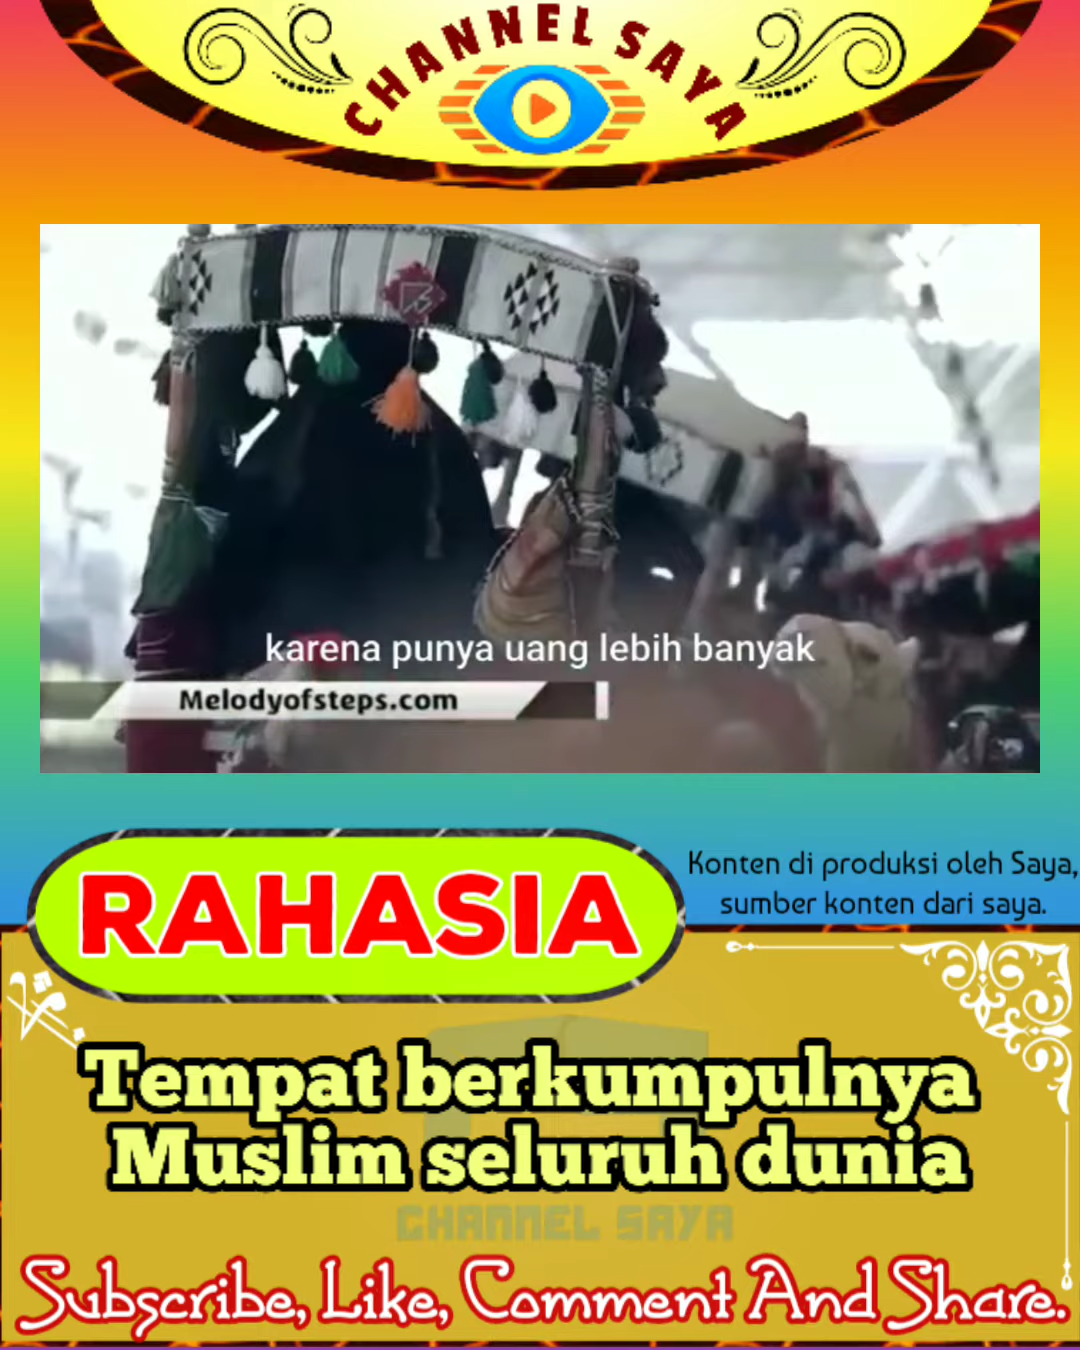 CHANNEL SAYA
karena punya uang lebih banyak
Melodyofsteps.com
RAHASIA
Konten di produksi oleh Saya,
sumber konten dari saya.
Tempat berkumpulnya
Muslim seluruh dunia
CHANNEL SAYA
Subscribe, Like, Comment And Share.